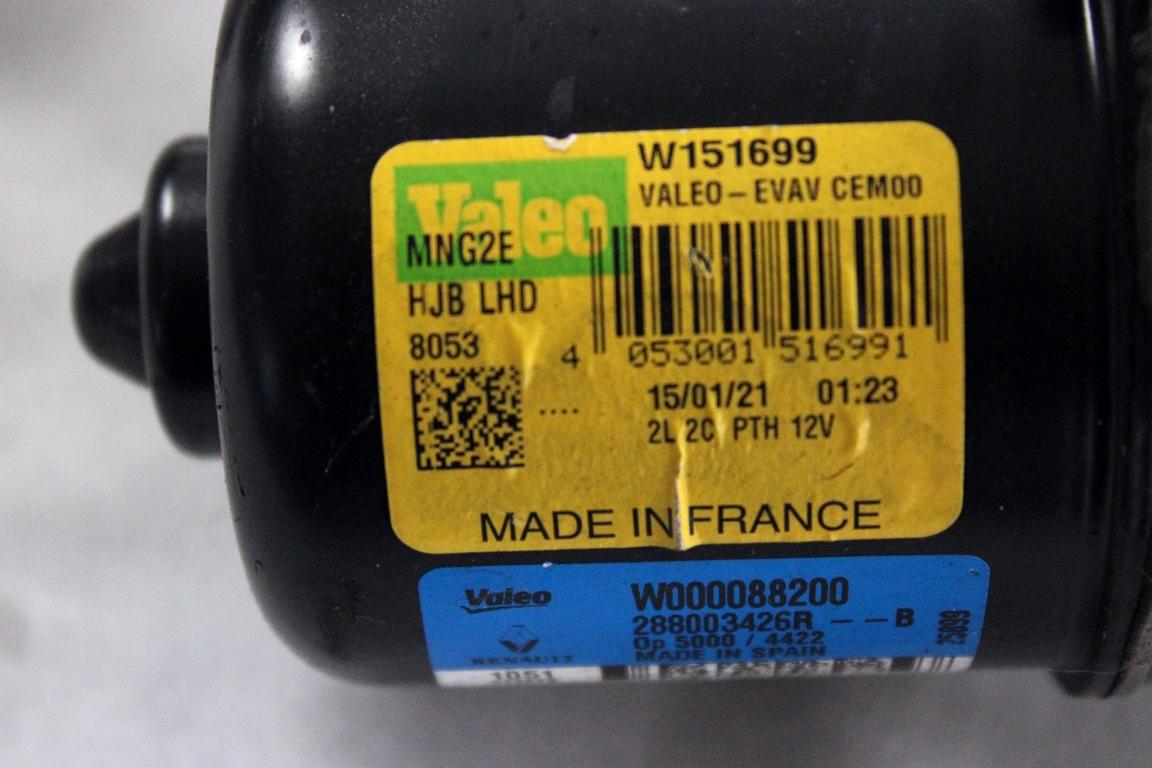 W151699
VALEO - EVAV CEM00
Valeo
MNG2E
HJB LHD
8053
4 053001 516991
....
15/01/21 01:23
2L 2C PTH 12V
MADE IN FRANCE
Valeo
RENAULT
W000088200
288003426R -- B
Op 5000 / 4422
MADE IN SPAIN
1051